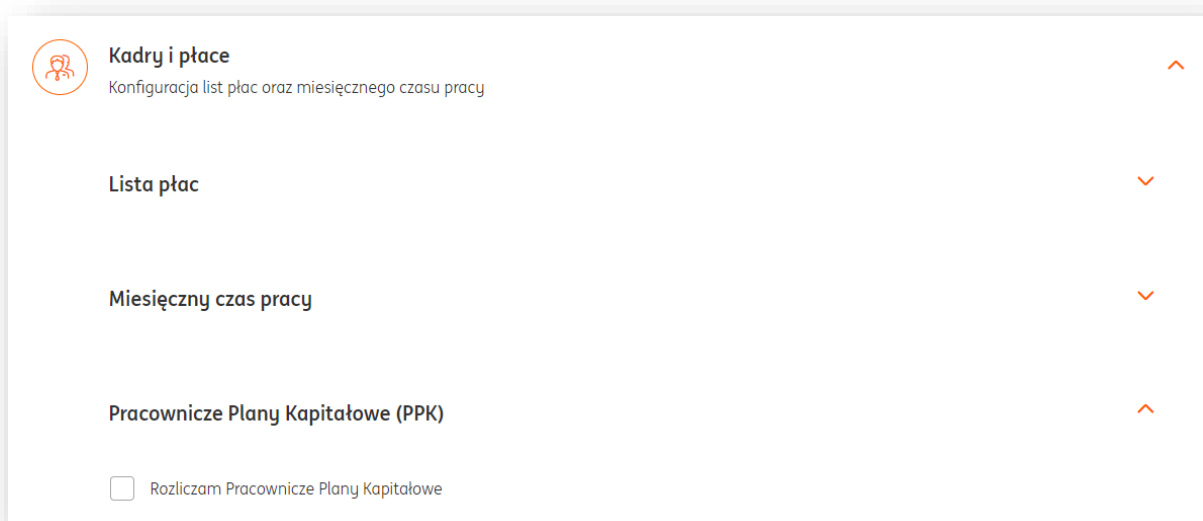 Kadry i płace
Konfiguracja list płac oraz miesięcznego czasu pracy
Lista płac
Miesięczny czas pracy
Pracownicze Plany Kapitałowe (PPK)
Rozliczam Pracownicze Plany Kapitałowe